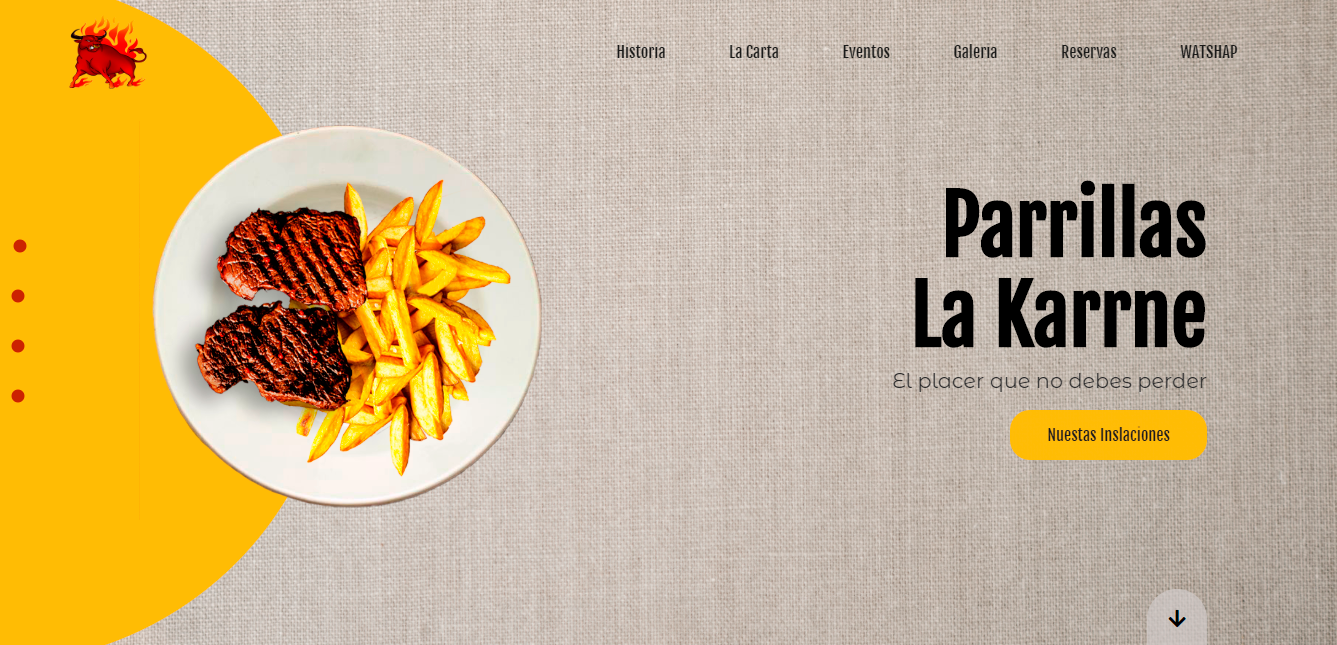 Historia La Carta Eventos Galeria Reservas WATSHAP
Parrillas
La Karrne
El placer que no debes perder
Nuestas Inslaciones